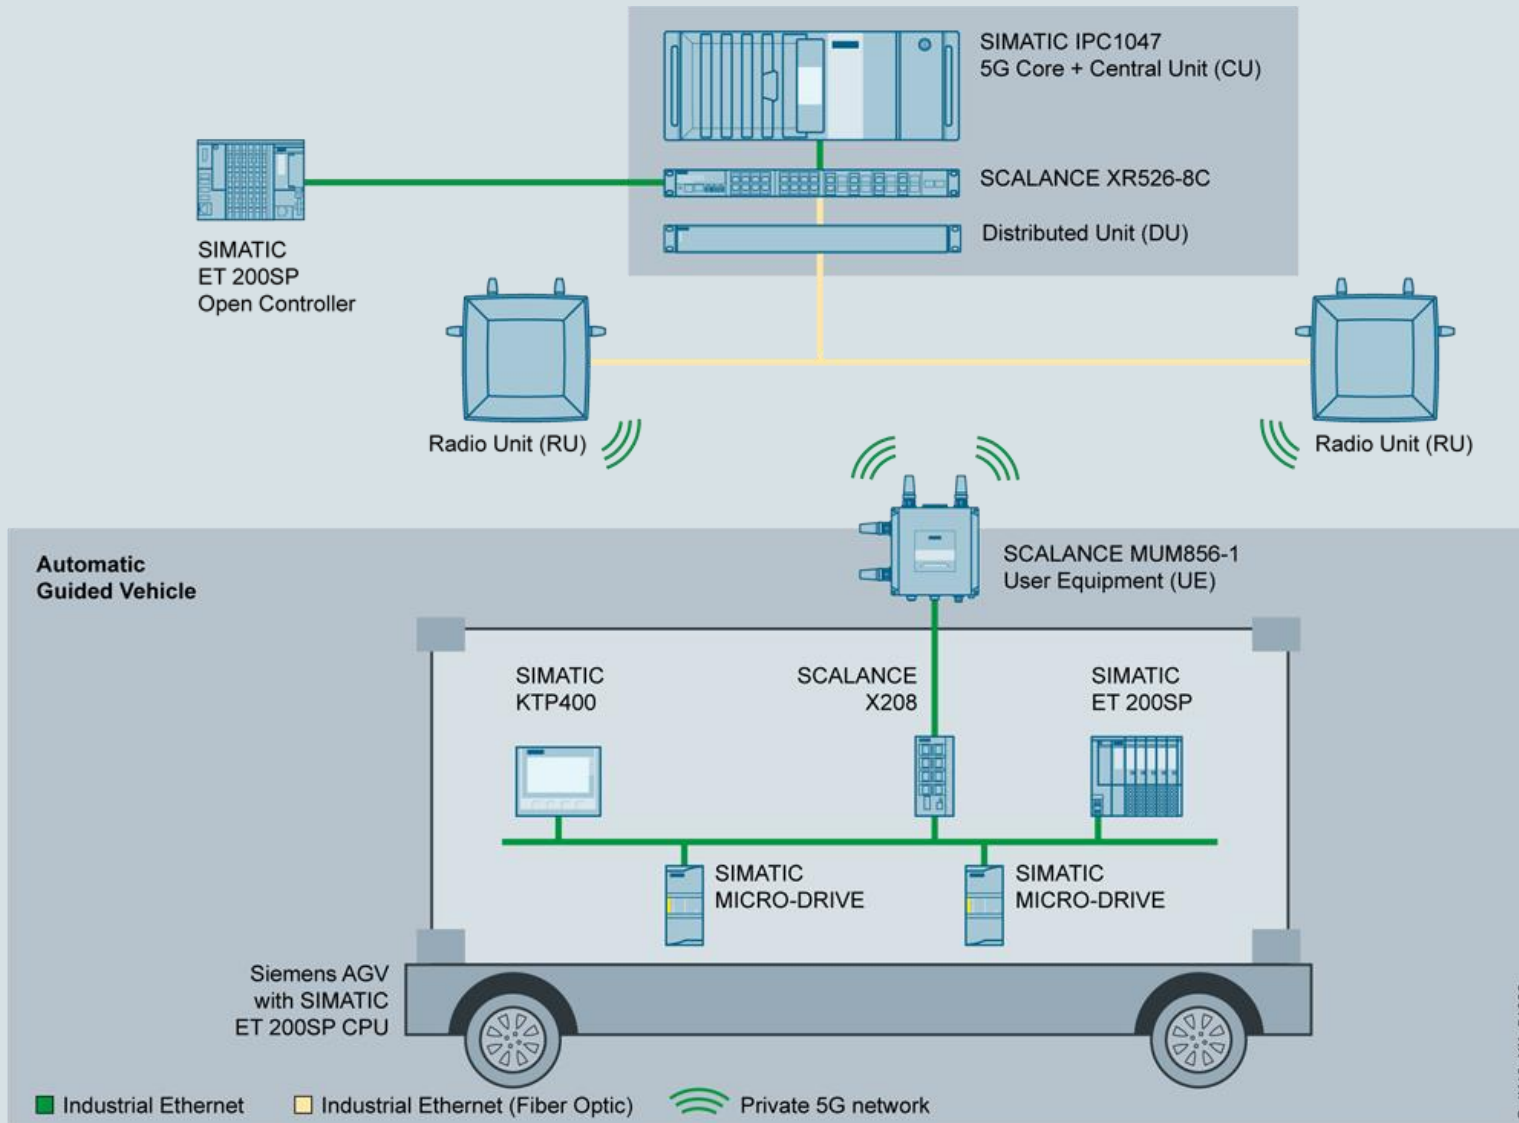 SIMATIC IPC1047
5G Core + Central Unit (CU)
SCALANCE XR526-8C
Distributed Unit (DU)
SIMATIC
ET 200SP
Open Controller
Radio Unit (RU)
Radio Unit (RU)
Automatic
Guided Vehicle
SCALANCE MUM856-1
User Equipment (UE)
SIMATIC
KTP400
SCALANCE
X208
SIMATIC
ET 200SP
SIMATIC
MICRO-DRIVE
SIMATIC
MICRO-DRIVE
Siemens AGV
with SIMATIC
ET 200SP CPU
Industrial Ethernet
Industrial Ethernet (Fiber Optic)
Private 5G network